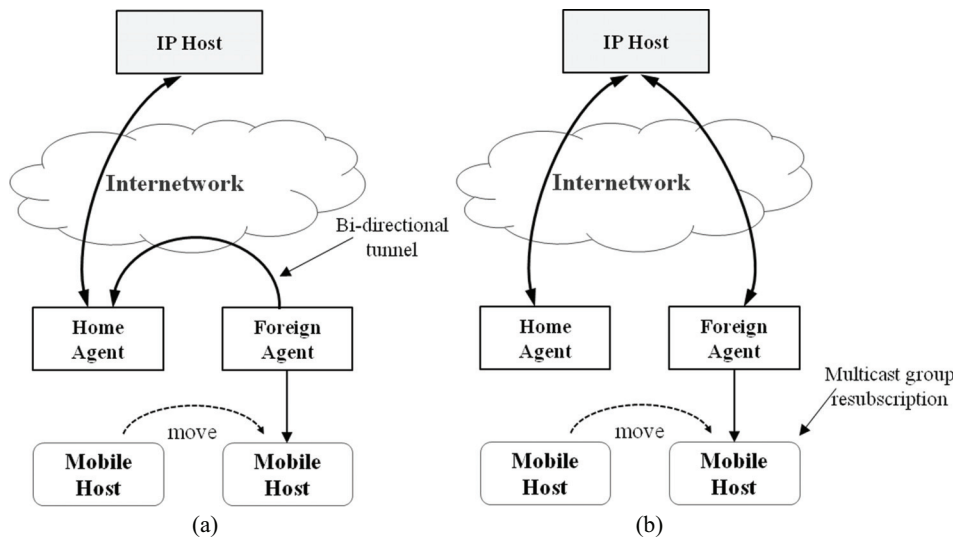 IP Host
Internetwork
Bi-directional
tunnel
Home
Agent
Foreign
Agent
move
Mobile
Host
Mobile
Host
(a)
IP Host
Internetwork
Home
Agent
Foreign
Agent
Multicast group
resubscription
move
Mobile
Host
Mobile
Host
(b)